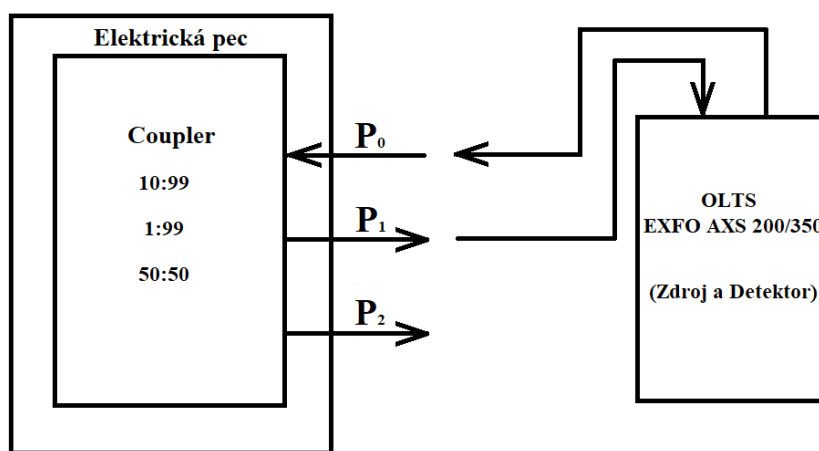 Elektrická pec
Coupler
10:99
1:99
50:50
P₀
P₁
P₂
OLTS
EXFO AXS 200/350
(Zdroj a Detektor)